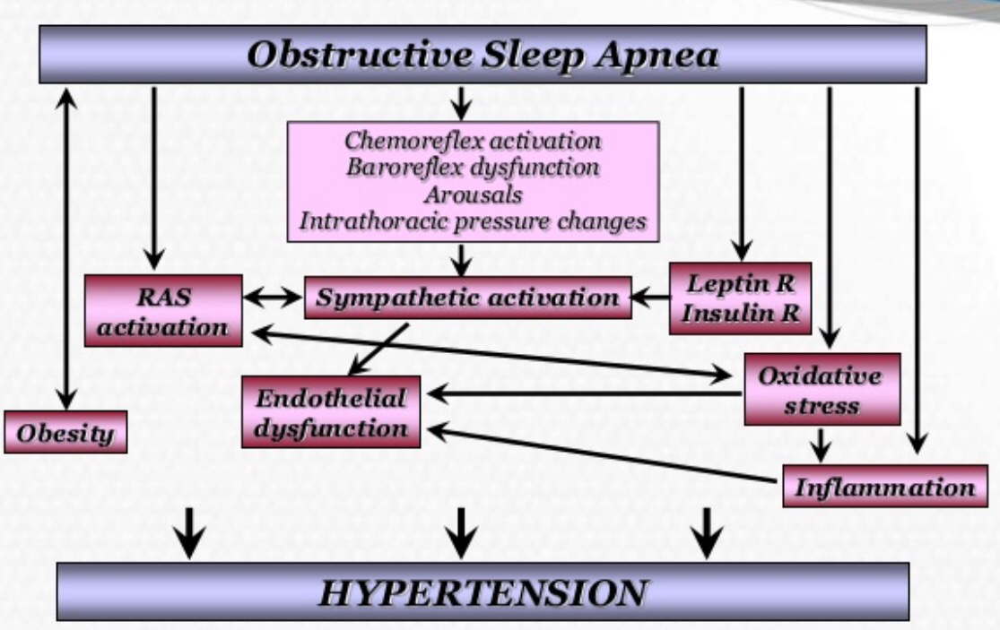 Obstructive Sleep Apnea
Chemoreflex activation
Baroreflex dysfunction
Arousals
Intrathoracic pressure changes
RAS
activation
Sympathetic activation
Leptin R
Insulin R
Oxidative
stress
Endothelial
dysfunction
Obesity
Inflammation
HYPERTENSION